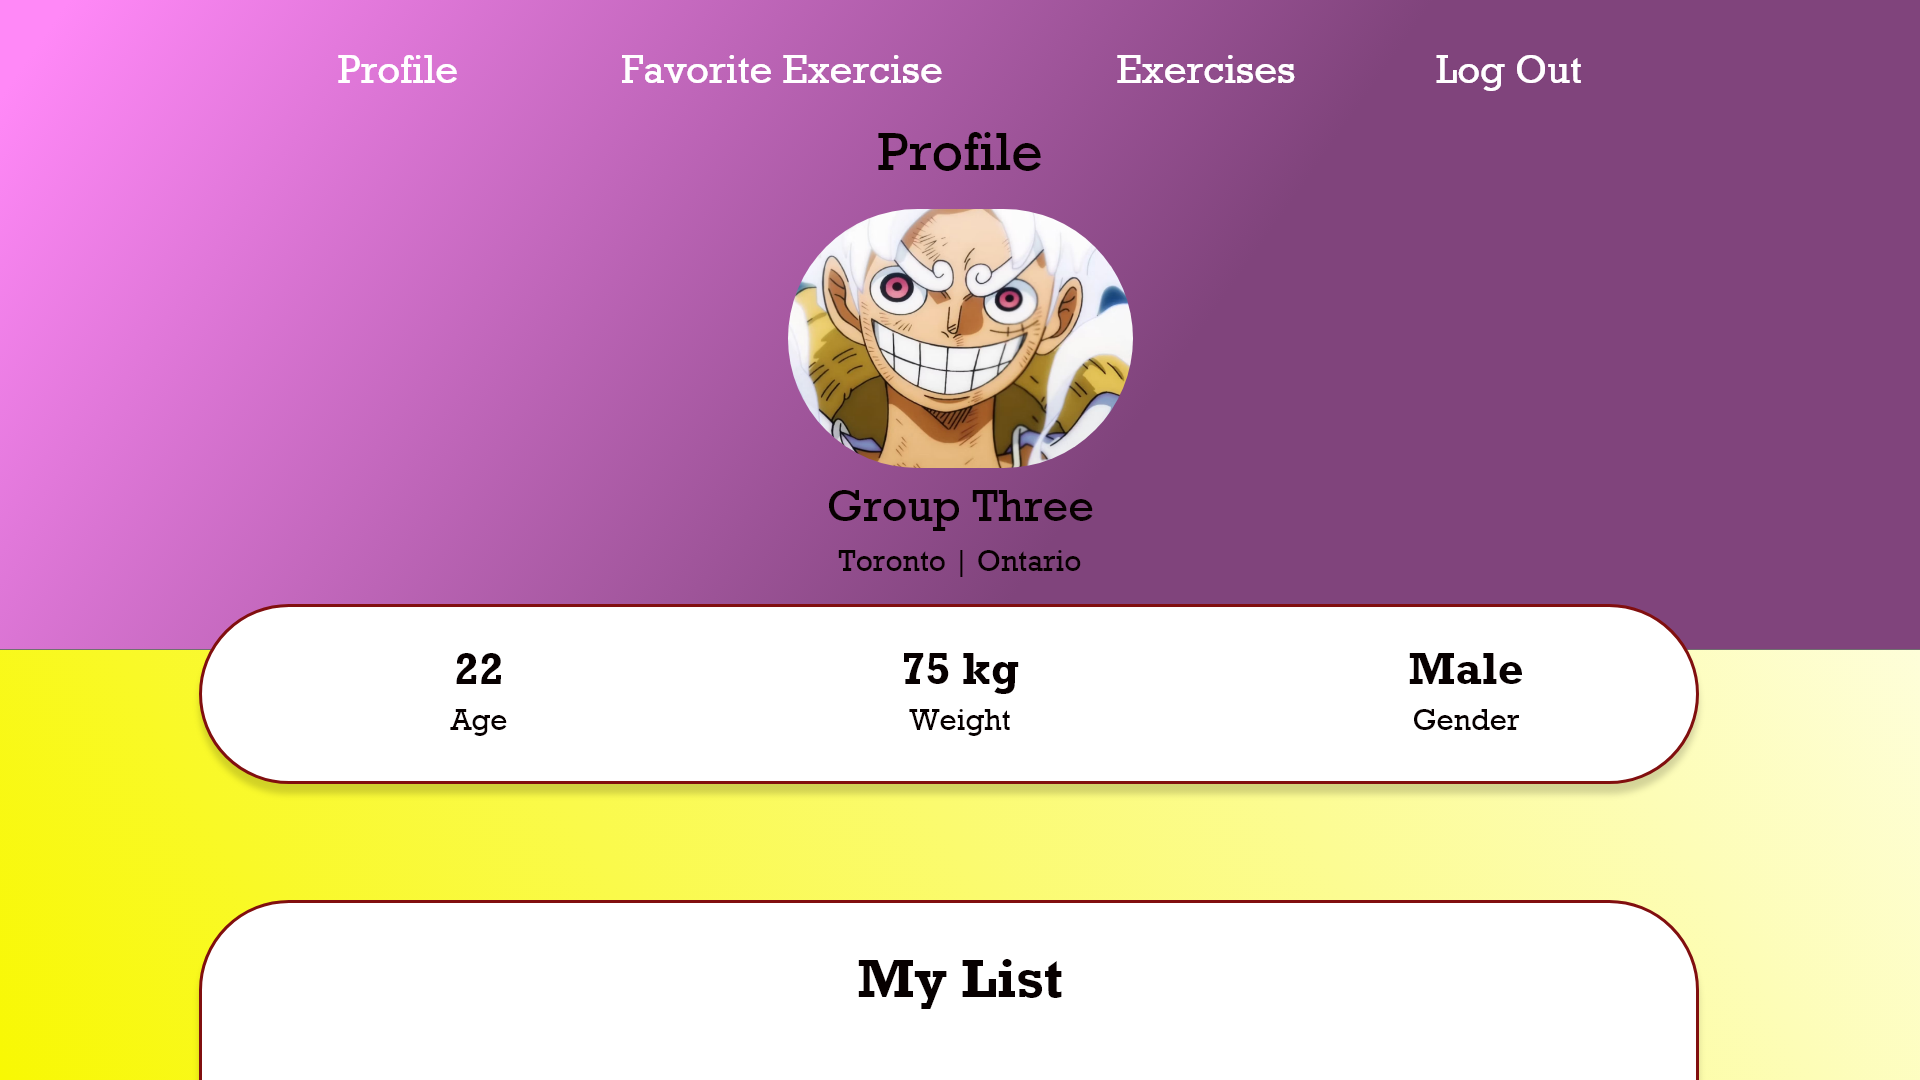 Profile Favorite Exercise Exercises Log Out
Profile
Group Three
Toronto | Ontario
22 75 kg Male
Age Weight Gender
My List